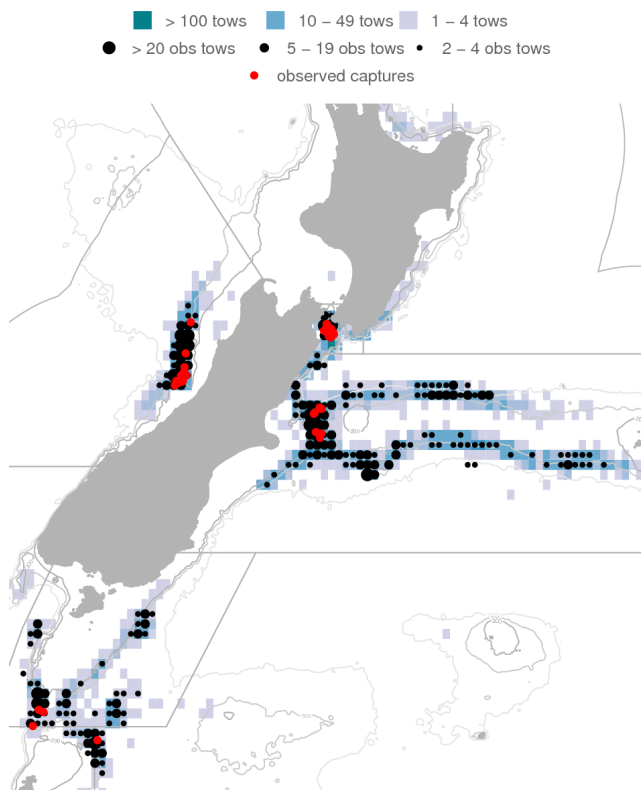 > 100 tows 10 − 49 tows 1 − 4 tows
> 20 obs tows 5 − 19 obs tows 2 − 4 obs tows
observed captures
200